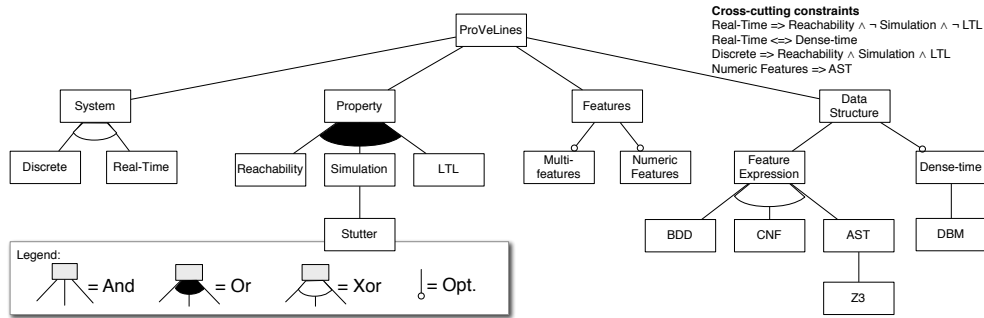 Cross-cutting constraints
Real-Time => Reachability ∧ ¬ Simulation ∧ ¬ LTL
Real-Time <=> Dense-time
Discrete => Reachability ∧ Simulation ∧ LTL
Numeric Features => AST
ProVeLines
System
Property
Features
Data
Structure
Discrete
Real-Time
Reachability
Simulation
LTL
Multi-
features
Numeric
Features
Feature
Expression
Dense-time
Stutter
BDD
CNF
AST
DBM
Z3
Legend:
= And
= Or
= Xor
= Opt.